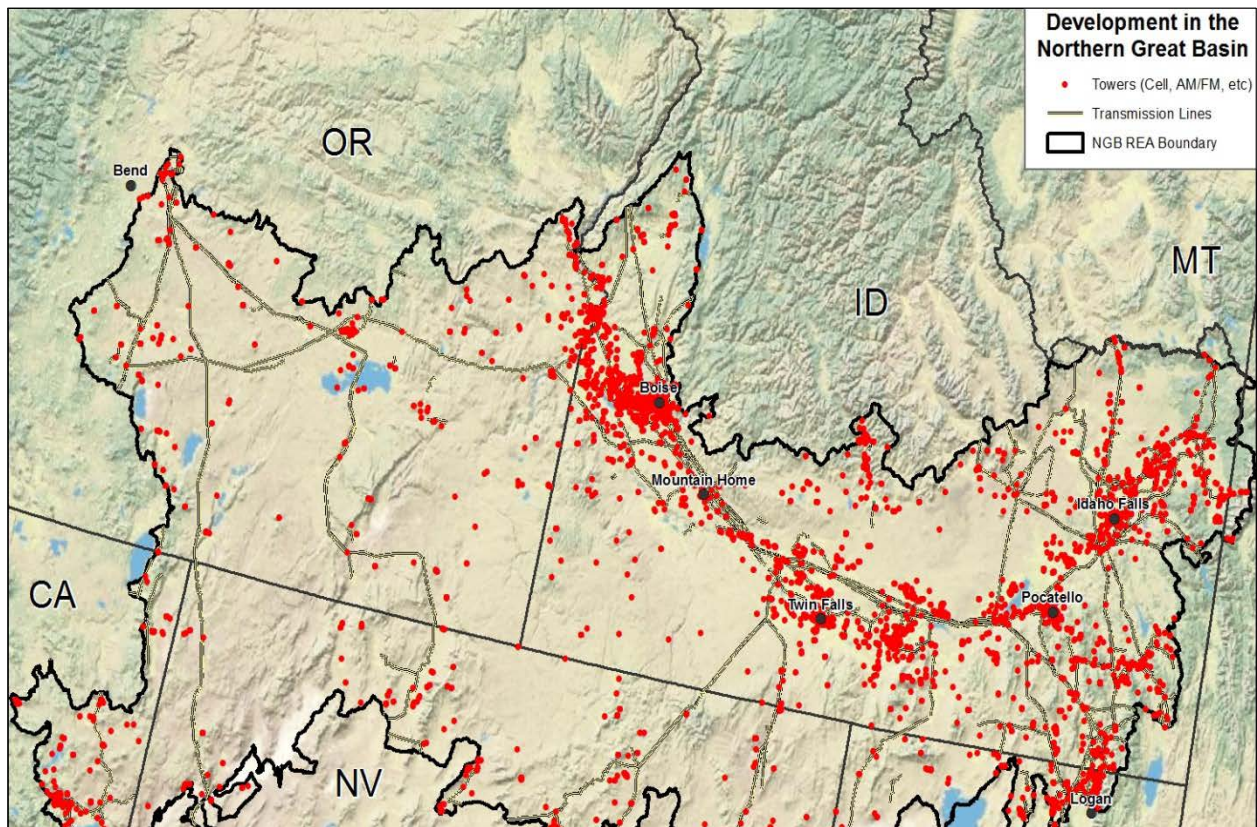 Development in the
Northern Great Basin
Towers (Cell, AM/FM, etc)
Transmission Lines
NGB REA Boundary
OR
Bend
MT
ID
Boise
Mountain Home
Idaho Falls
CA
Twin Falls
Pocatello
NV
Logan